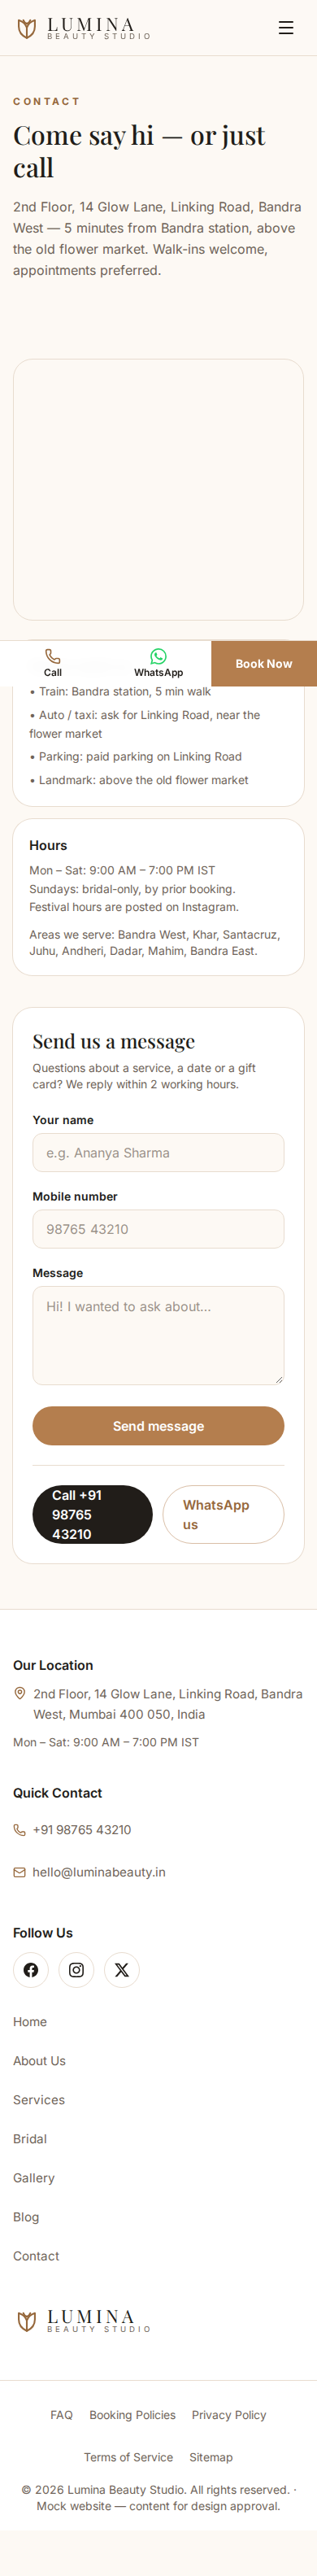 LUMINA
BEAUTY STUDIO
CONTACT
Come say hi — or just
call
2nd Floor, 14 Glow Lane, Linking Road, Bandra
West — 5 minutes from Bandra station, above
the old flower market. Walk-ins welcome,
appointments preferred.
Call
WhatsApp
Book Now
• Train: Bandra station, 5 min walk
• Auto / taxi: ask for Linking Road, near the
flower market
• Parking: paid parking on Linking Road
• Landmark: above the old flower market
Hours
Mon – Sat: 9:00 AM – 7:00 PM IST
Sundays: bridal-only, by prior booking.
Festival hours are posted on Instagram.
Areas we serve: Bandra West, Khar, Santacruz,
Juhu, Andheri, Dadar, Mahim, Bandra East.
Send us a message
Questions about a service, a date or a gift
card? We reply within 2 working hours.
Your name
e.g. Ananya Sharma
Mobile number
98765 43210
Message
Hi! I wanted to ask about...
Send message
Call +91
98765
43210
WhatsApp
us
Our Location
2nd Floor, 14 Glow Lane, Linking Road, Bandra
West, Mumbai 400 050, India
Mon – Sat: 9:00 AM – 7:00 PM IST
Quick Contact
+91 98765 43210
hello@luminabeauty.in
Follow Us
Home
About Us
Services
Bridal
Gallery
Blog
Contact
LUMINA
BEAUTY STUDIO
FAQ
Booking Policies
Privacy Policy
Terms of Service
Sitemap
© 2026 Lumina Beauty Studio. All rights reserved. ·
Mock website — content for design approval.